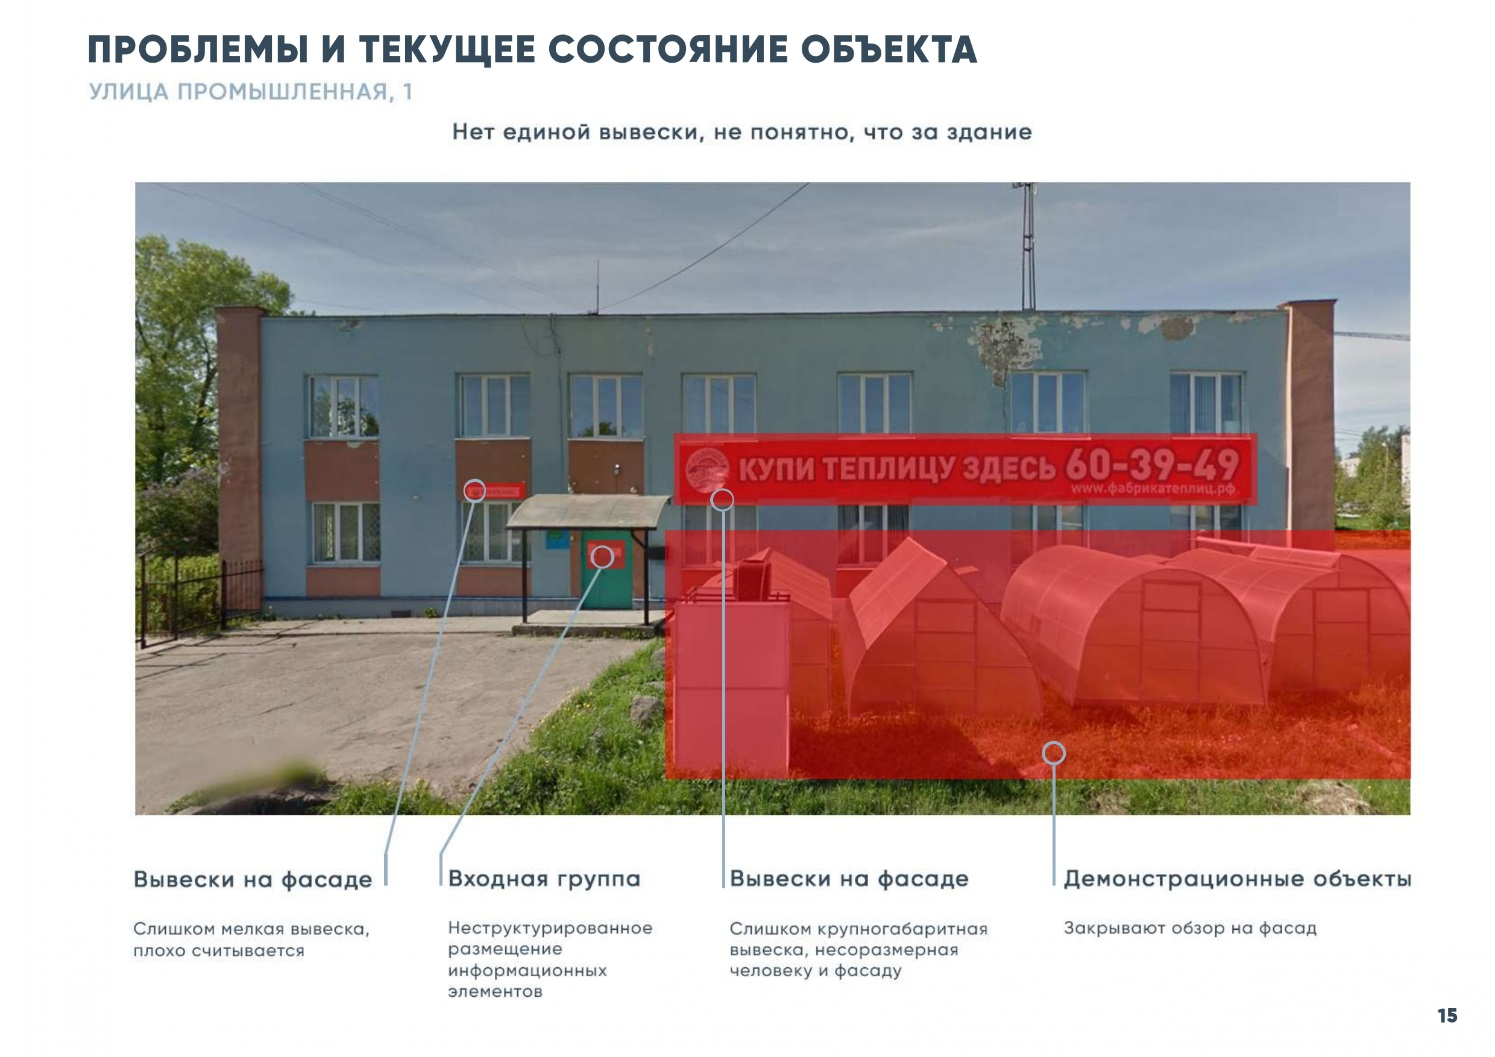 ПРОБЛЕМЫ И ТЕКУЩЕЕ СОСТОЯНИЕ ОБЪЕКТА
УЛИЦА ПРОМЫШЛЕННАЯ, 1
Нет единой вывески, не понятно, что за здание
КУПИ ТЕПЛИЦУ ЗДЕСЬ 60-39-49
www.фабрикатеплиц.рф
Вывески на фасаде
Слишком мелкая вывеска,
плохо считывается
Входная группа
Неструктурированное
размещение
информационных
элементов
Вывески на фасаде
Слишком крупногабаритная
вывеска, несоразмерная
человеку и фасаду
Демонстрационные объекты
Закрывают обзор на фасад
15